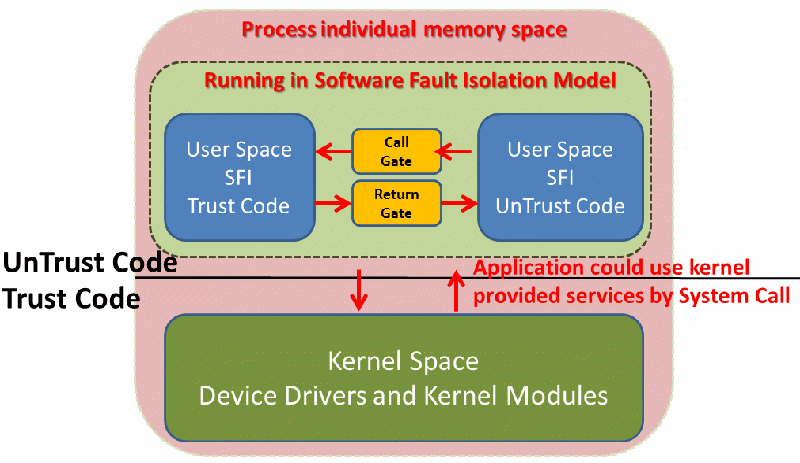 Process individual memory space
Running in Software Fault Isolation Model
User Space
SFI
Trust Code
Call
Gate
Return
Gate
User Space
SFI
UnTrust Code
UnTrust Code
Trust Code
Application could use kernel
provided services by System Call
Kernel Space
Device Drivers and Kernel Modules